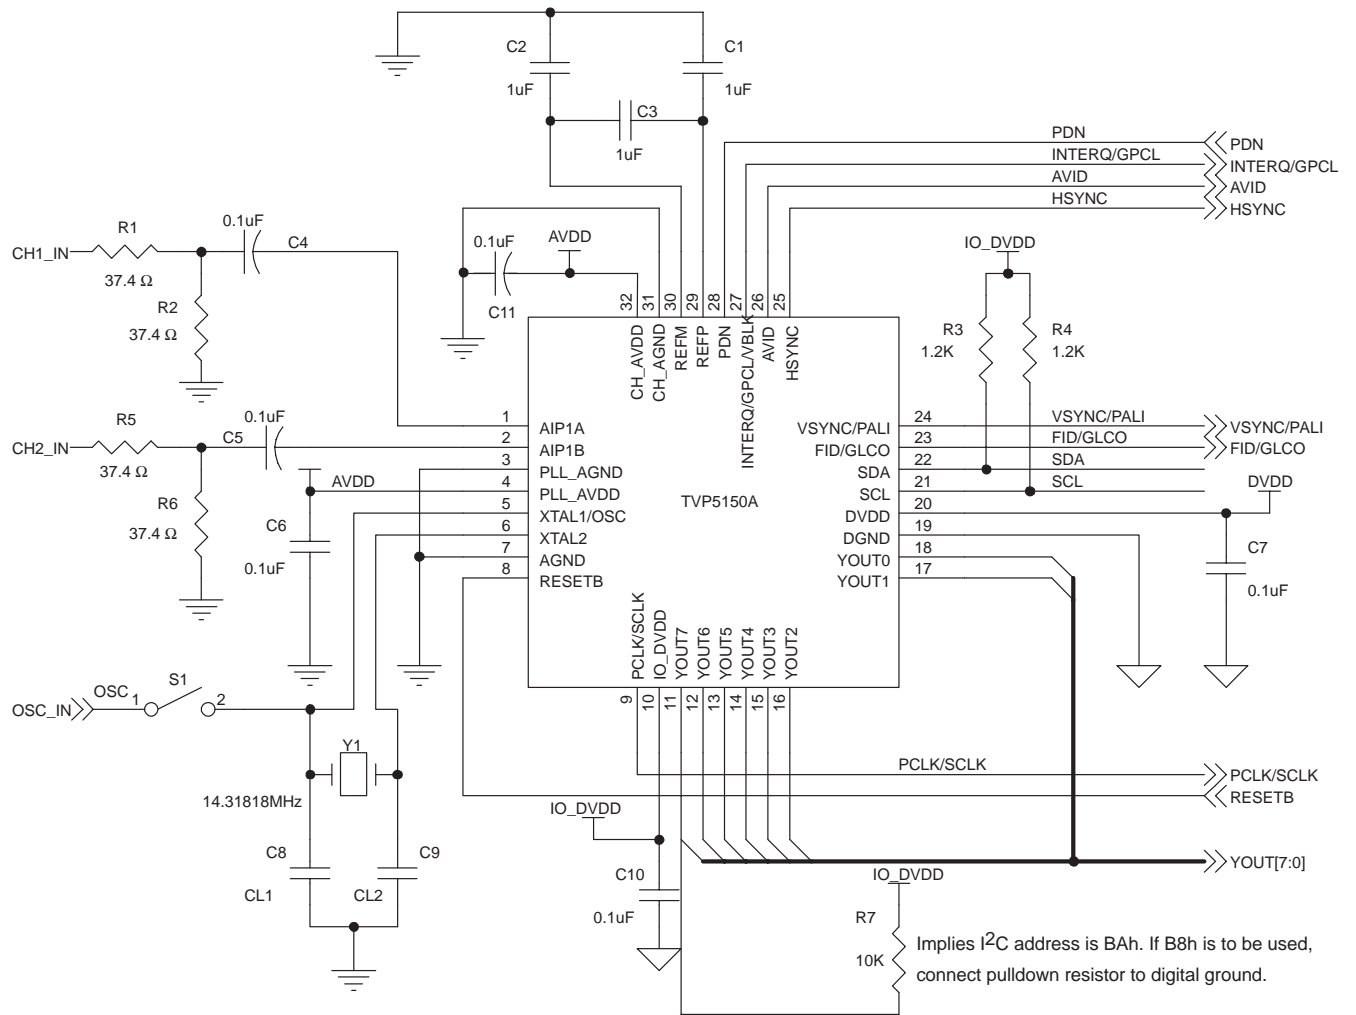 C2
C1
1uF
1uF
C3
1uF
PDN
PDN
INTERQ/GPCL
INTERQ/GPCL
AVID
AVID
HSYNC
HSYNC
R1
0.1uF
C4
CH1_IN
37.4 Ω
R2
37.4 Ω
0.1uF
AVDD
C11
IO_DVDD
R3
1.2K
R4
1.2K
32
31
30
29
28
27
26
25
CH_AVDD
CH_AGND
REFM
REFP
PDN
INTERQ/GPCL/VBLK
AVID
HSYNC
R5
0.1uF
C5
CH2_IN
37.4 Ω
R6
37.4 Ω
AVDD
C6
0.1uF
1
2
3
4
5
6
7
8
AIP1A
AIP1B
PLL_AGND
PLL_AVDD
XTAL1/OSC
XTAL2
AGND
RESETB
TVP5150A
VSYNC/PALI
FID/GLCO
SDA
SCL
DVDD
DGND
YOUT0
YOUT1
24
23
22
21
20
19
18
17
VSYNC/PALI
VSYNC/PALI
FID/GLCO
FID/GLCO
SDA
SCL
DVDD
C7
0.1uF
PCLK/SCLK
IO_DVDD
YOUT7
YOUT6
YOUT5
YOUT4
YOUT3
YOUT2
9
10
11
12
13
14
15
16
OSC_IN
OSC
1
S1
2
Y1
14.31818MHz
C8
CL1
C9
CL2
PCLK/SCLK
PCLK/SCLK
RESETB
IO_DVDD
C10
0.1uF
YOUT[7:0]
IO_DVDD
R7
10K
Implies I2C address is BAh. If B8h is to be used,
connect pulldown resistor to digital ground.